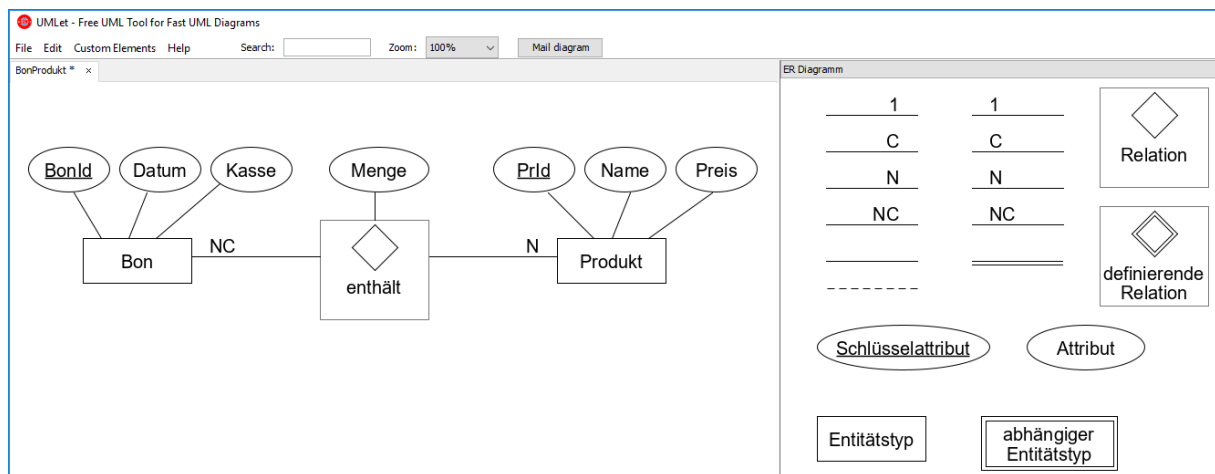 UMLet - Free UML Tool for Fast UML Diagrams
File Edit Custom Elements Help Search: Zoom: 100% Mail diagram
BonProdukt * ×
ER Diagramm
BonId Datum Kasse Menge PrId Name Preis
Bon NC enthält N Produkt
1 1
C C
N N
NC NC
Relation
definierende
Relation
Schlüsselattribut Attribut
Entitätstyp
abhängiger
Entitätstyp